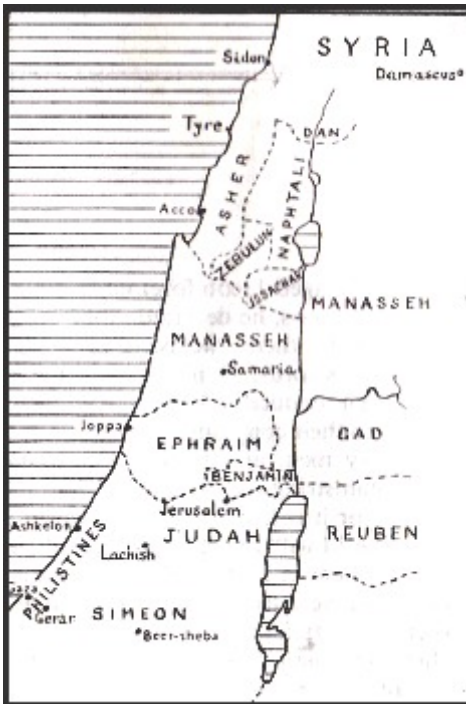 SYRIA
Sidon
Damascus
Tyre
DAN
ASHER
NAPHTALI
Acco
ZEBULUN
ISSACHAR
MANASSEH
MANASSEH
Samaria
Joppa
EPHRAIM
GAD
BENJAMIN
Jerusalem
Ashkelon
JUDAH
REUBEN
Lachish
PHILISTINES
Gaza
Gerar
SIMEON
Beer-sheba